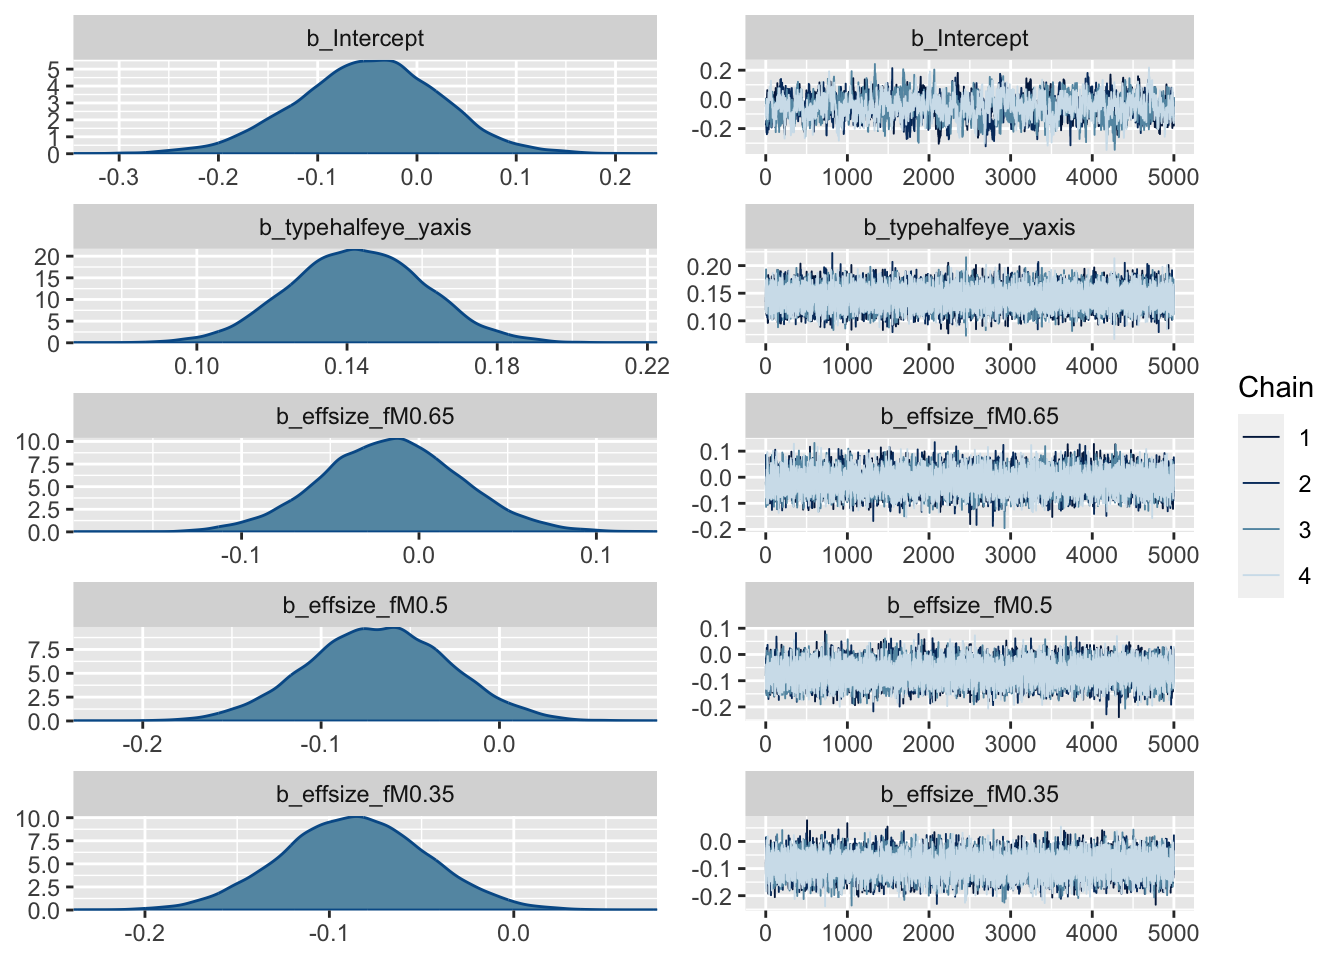 b_Intercept
5
4
3
2
1
0
-0.3 -0.2 -0.1 0.0 0.1 0.2
b_Intercept
0.2
0.0
-0.2
0 1000 2000 3000 4000 5000
b_typehalfeye_yaxis
20
15
10
5
0
0.10 0.14 0.18 0.22
b_typehalfeye_yaxis
0.20
0.15
0.10
0 1000 2000 3000 4000 5000
b_effsize_fM0.65
10.0
7.5
5.0
2.5
0.0
-0.1 0.0 0.1
b_effsize_fM0.65
0.1
0.0
-0.1
-0.2
0 1000 2000 3000 4000 5000
b_effsize_fM0.5
7.5
5.0
2.5
0.0
-0.2 -0.1 0.0
b_effsize_fM0.5
0.1
0.0
-0.1
-0.2
0 1000 2000 3000 4000 5000
b_effsize_fM0.35
10.0
7.5
5.0
2.5
0.0
-0.2 -0.1 0.0
b_effsize_fM0.35
0.0
-0.1
-0.2
0 1000 2000 3000 4000 5000
Chain
1
2
3
4